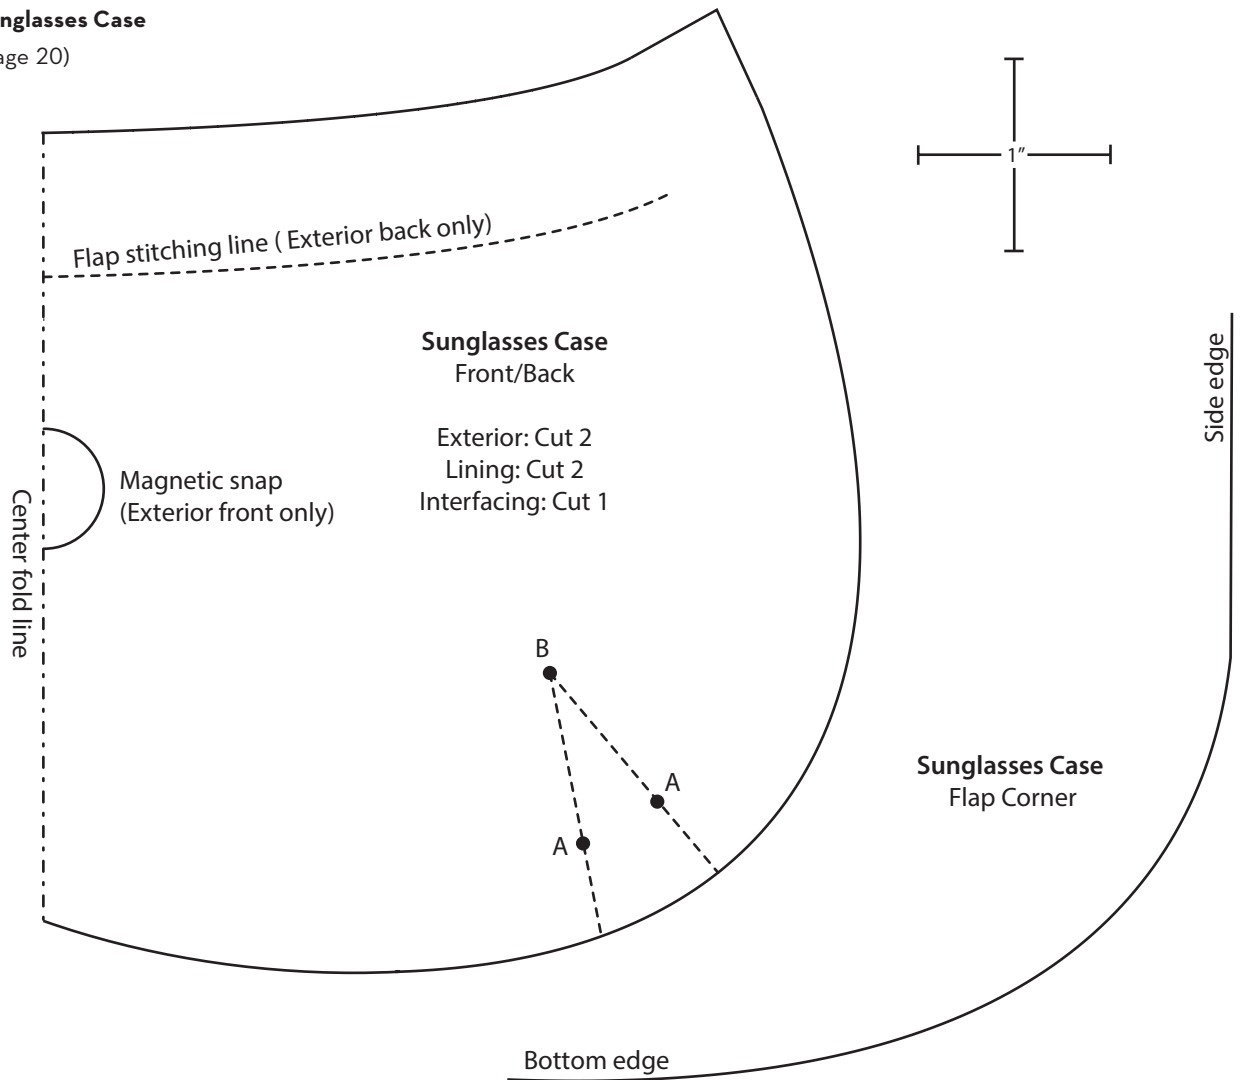 nglasses Case
age 20)
1″
Flap stitching line ( Exterior back only)
Sunglasses Case
Front/Back
Exterior: Cut 2
Lining: Cut 2
Interfacing: Cut 1
Side edge
Magnetic snap
(Exterior front only)
Center fold line
B
A
A
Sunglasses Case
Flap Corner
Bottom edge